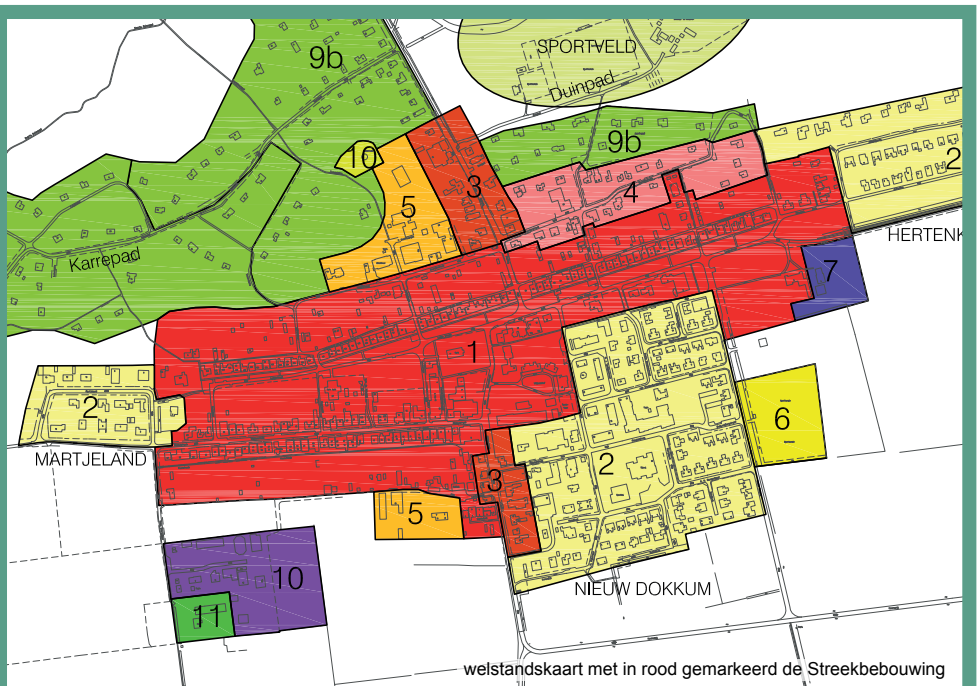 9b
SPORTVELD
Duinpad
9b
2
10
3
4
5
HERTENK
Karrepad
7
1
2
6
MARTJELAND
2
3
5
10
NIEUW DOKKUM
11
welstandskaart met in rood gemarkeerd de Streekbebouwing